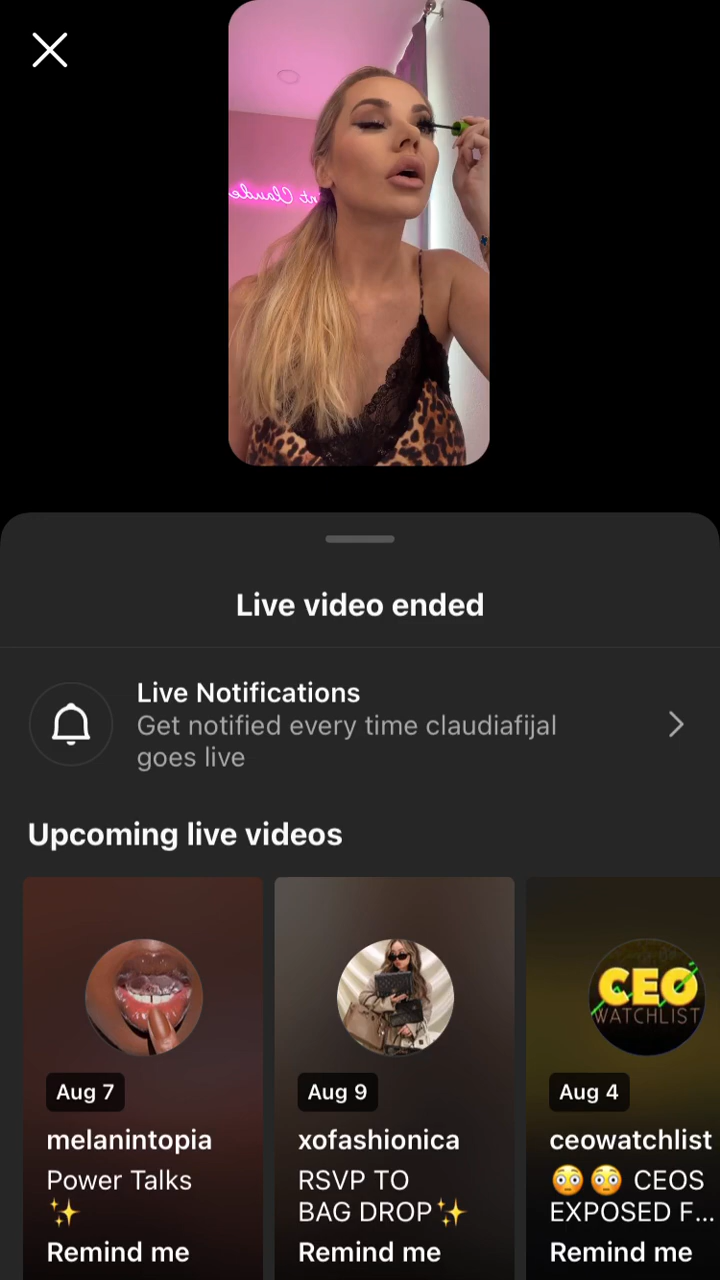 nt Claude
Live video ended
Live Notifications
Get notified every time claudiafijal
goes live
Upcoming live videos
CEO
WATCHLIST
Aug 7
Aug 9
Aug 4
melanintopia
xofashionica
ceowatchlist
Power Talks
✨
RSVP TO
BAG DROP✨
😳😳 CEOS
EXPOSED F...
Remind me
Remind me
Remind me